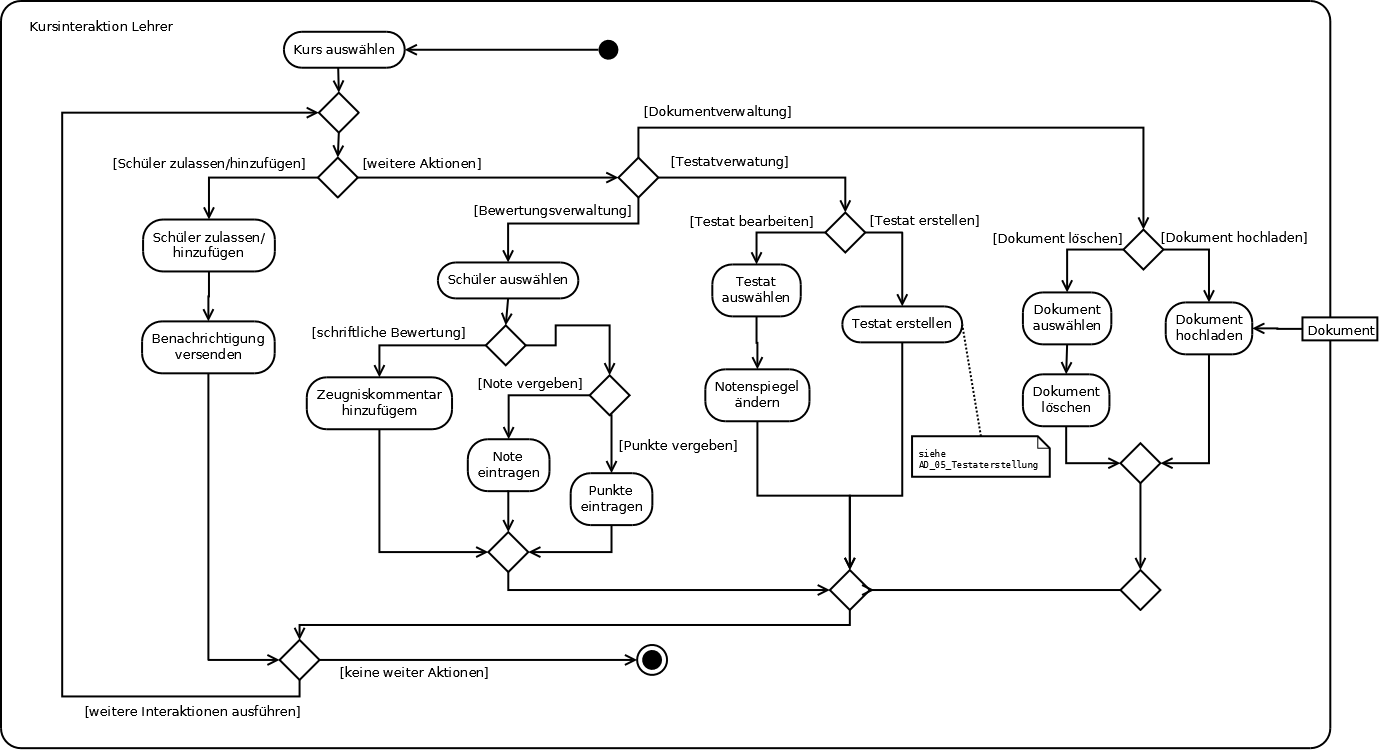 Kursinteraktion Lehrer
Kurs auswählen
[Dokumentverwaltung]
[Schüler zulassen/hinzufügen]
[weitere Aktionen]
[Testatverwatung]
[Bewertungsverwaltung]
[Testat bearbeiten]
[Testat erstellen]
[Dokument löschen]
[Dokument hochladen]
Schüler zulassen/
hinzufügen
Schüler auswählen
Testat
auswählen
Testat erstellen
Dokument
auswählen
Dokument
hochladen
Dokument
[schriftliche Bewertung]
Benachrichtigung
versenden
[Note vergeben]
Zeugniskommentar
hinzufügem
Notenspiegel
ändern
Dokument
löschen
[Punkte vergeben]
Note
eintragen
siehe
AD_05_Testaterstellung
Punkte
eintragen
[keine weiter Aktionen]
[weitere Interaktionen ausführen]